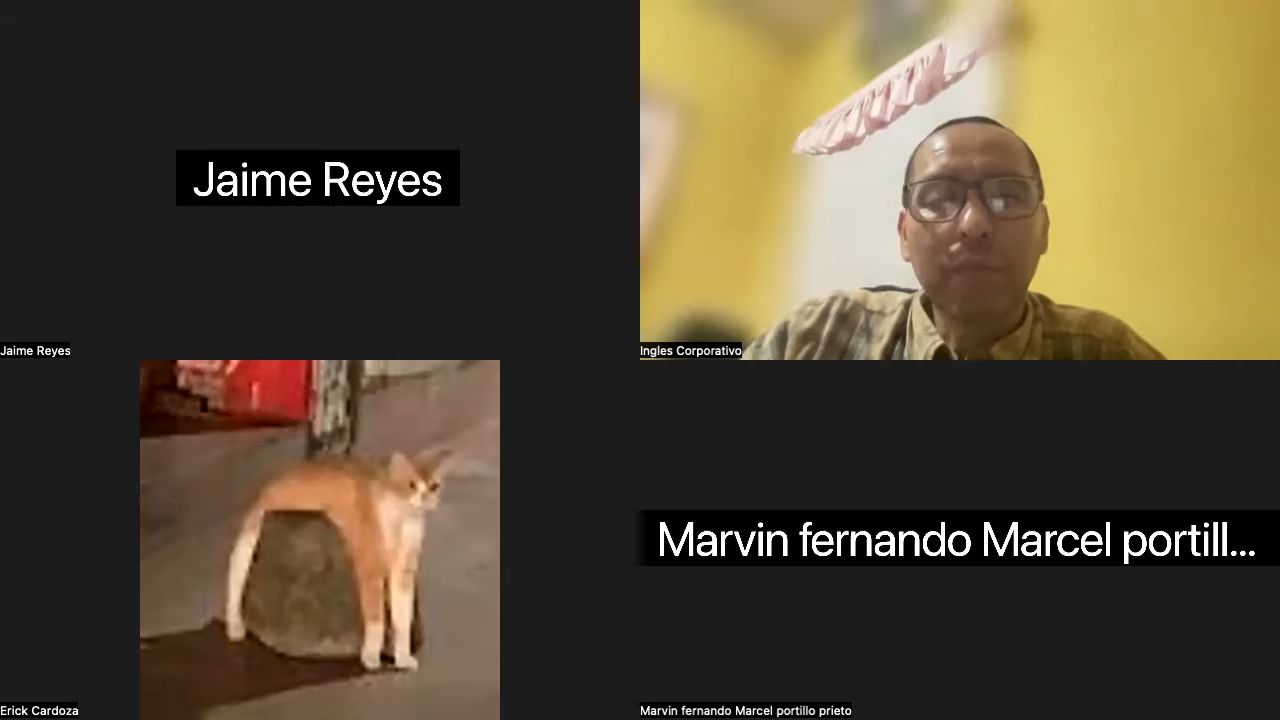 Jaime Reyes
Jaime Reyes
Ingles Corporativo
Marvin fernando Marcel portill...
Erick Cardoza
Marvin fernando Marcel portillo prieto